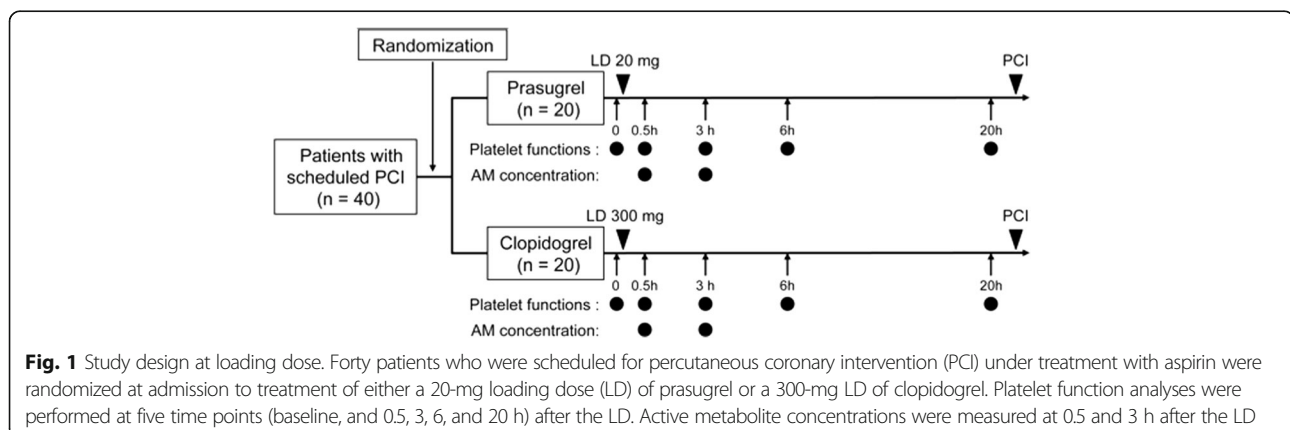 Randomization
LD 20 mg
PCI
Prasugrel
(n = 20)
0 0.5h 3 h 6h 20h
Platelet functions :
AM concentration:
Patients with
scheduled PCI
(n = 40)
LD 300 mg
PCI
Clopidogrel
(n = 20)
0 0.5h 3 h 6h 20h
Platelet functions :
AM concentration:
Fig. 1 Study design at loading dose. Forty patients who were scheduled for percutaneous coronary intervention (PCI) under treatment with aspirin were
randomized at admission to treatment of either a 20-mg loading dose (LD) of prasugrel or a 300-mg LD of clopidogrel. Platelet function analyses were
performed at five time points (baseline, and 0.5, 3, 6, and 20 h) after the LD. Active metabolite concentrations were measured at 0.5 and 3 h after the LD